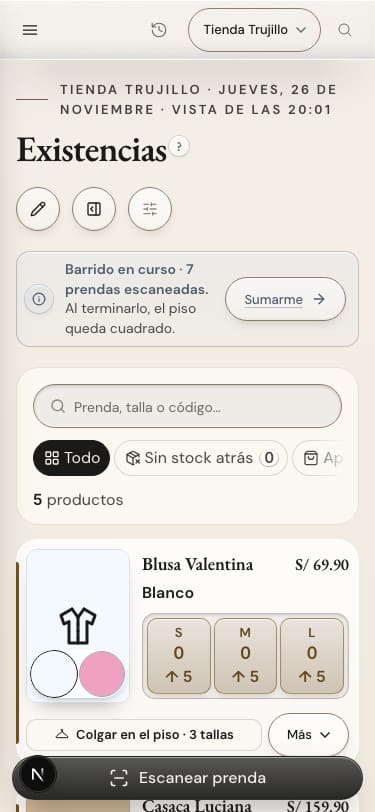 Tienda Trujillo
TIENDA TRUJILLO · JUEVES, 26 DE
NOVIEMBRE · VISTA DE LAS 20:01
Existencias ?
Barrido en curso · 7
prendas escaneadas.
Al terminarlo, el piso
queda cuadrado.
Sumarme →
Prenda, talla o código…
Todo
Sin stock atrás 0
Ap
5 productos
Blusa Valentina S/ 69.90
Blanco
S M L
0 0 0
↑ 5 ↑ 5 ↑ 5
Colgar en el piso · 3 tallas
Más
N
Escanear prenda
Casaca Luciana S/ 159.90